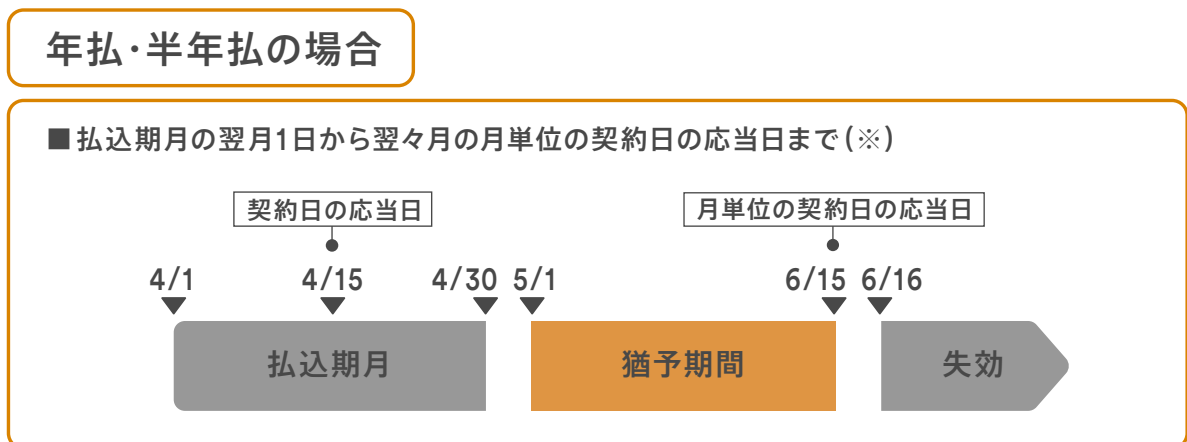 年払・半年払の場合
■払込期月の翌月1日から翌々月の月単位の契約日の応当日まで(※)
契約日の応当日 月単位の契約日の応当日
4/1 4/15 4/30 5/1 6/15 6/16
払込期月 猶予期間 失効